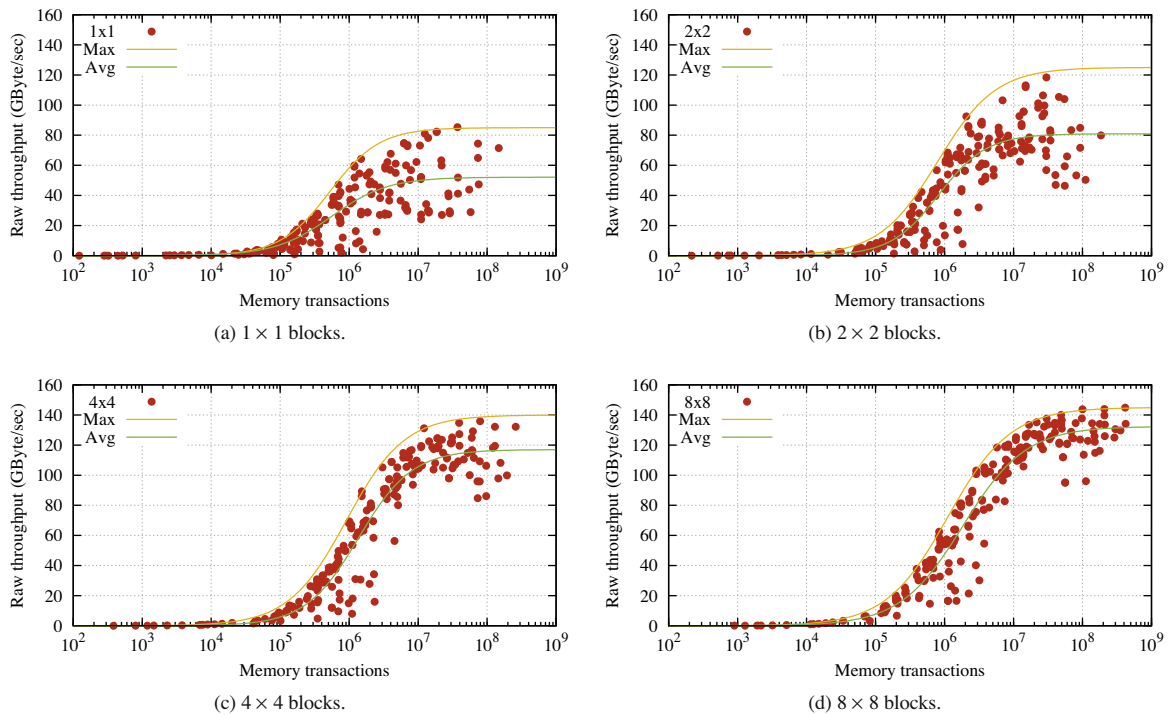 160
140
120
100
80
60
40
20
0
Raw throughput (GByte/sec)
1x1
Max
Avg
10^2 10^3 10^4 10^5 10^6 10^7 10^8 10^9
Memory transactions
(a) 1 × 1 blocks.
160
140
120
100
80
60
40
20
0
Raw throughput (GByte/sec)
2x2
Max
Avg
10^2 10^3 10^4 10^5 10^6 10^7 10^8 10^9
Memory transactions
(b) 2 × 2 blocks.
160
140
120
100
80
60
40
20
0
Raw throughput (GByte/sec)
4x4
Max
Avg
10^2 10^3 10^4 10^5 10^6 10^7 10^8 10^9
Memory transactions
(c) 4 × 4 blocks.
160
140
120
100
80
60
40
20
0
Raw throughput (GByte/sec)
8x8
Max
Avg
10^2 10^3 10^4 10^5 10^6 10^7 10^8 10^9
Memory transactions
(d) 8 × 8 blocks.